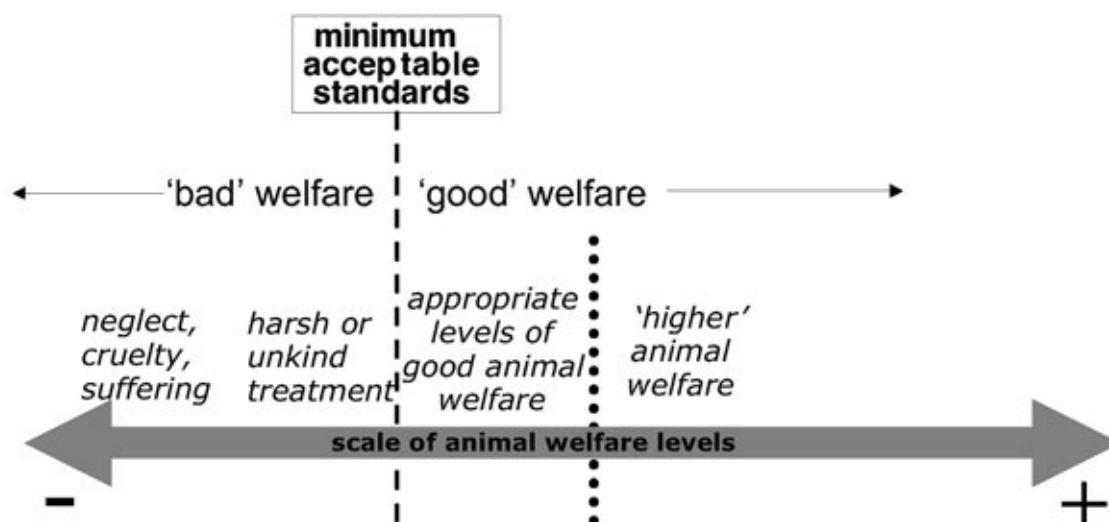 minimum
acceptable
standards
‘bad’ welfare
‘good’ welfare
neglect,
cruelty,
suffering
harsh or
unkind
treatment
appropriate
levels of
good animal
welfare
‘higher’
animal
welfare
scale of animal welfare levels
-
+